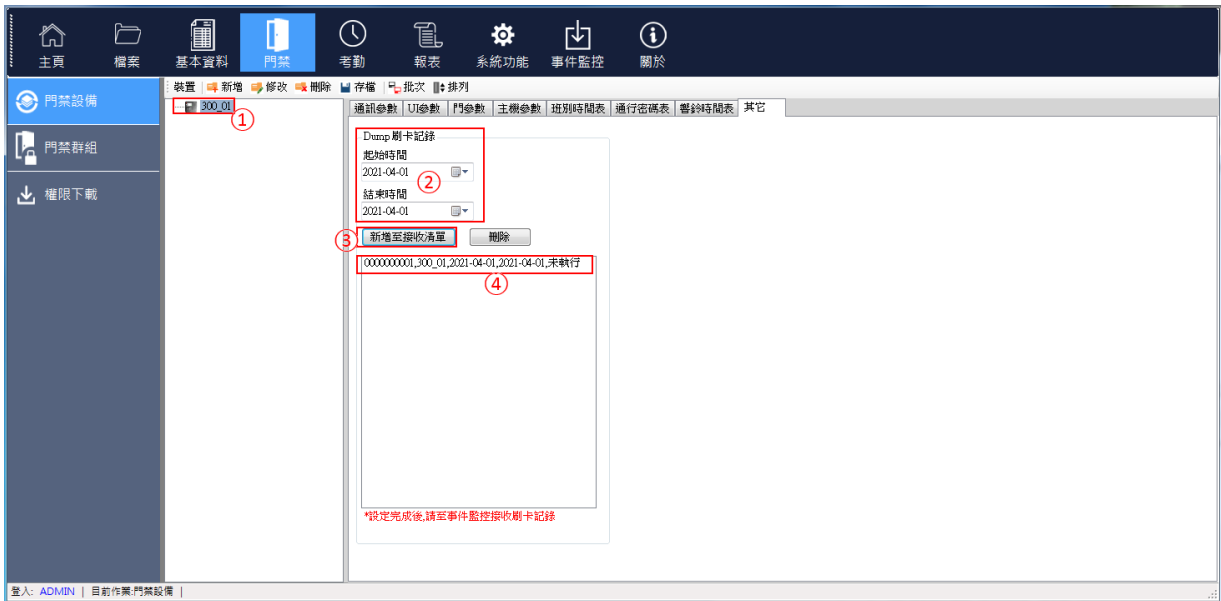 主頁 檔案 基本資料 門禁 考勤 報表 系統功能 事件監控 關於
門禁設備
門禁群組
權限下載
裝置 新增 修改 刪除 存檔 批次 排列
300_01
①
通訊參數 UI參數 門參數 主機參數 班別時間表 通行密碼表 響鈴時間表 其它
Dump 刷卡記錄
起始時間
2021-04-01
②
結束時間
2021-04-01
③ 新增至接收清單 刪除
000000001,300_01,2021-04-01,2021-04-01,未執行
④
*設定完成後,請至事件監控接收刷卡記錄
登入: ADMIN | 目前作業:門禁設備 |